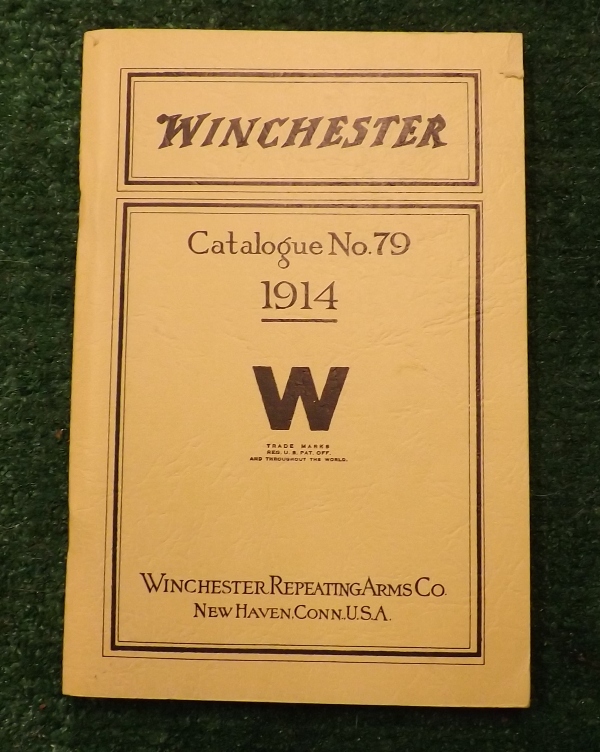 WINCHESTER
Catalogue No. 79
1914
W
TRADE MARKS
REG. U. S. PAT. OFF.
AND THROUGHOUT THE WORLD.
WINCHESTER REPEATING ARMS CO.
NEW HAVEN, CONN., U.S.A.